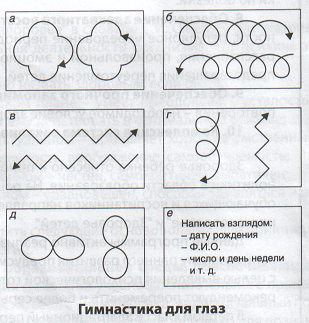 а
б
в
г
д
е
Написать взглядом:
– дату рождения
– Ф.И.О.
– число и день недели
и т. д.
Гимнастика для глаз